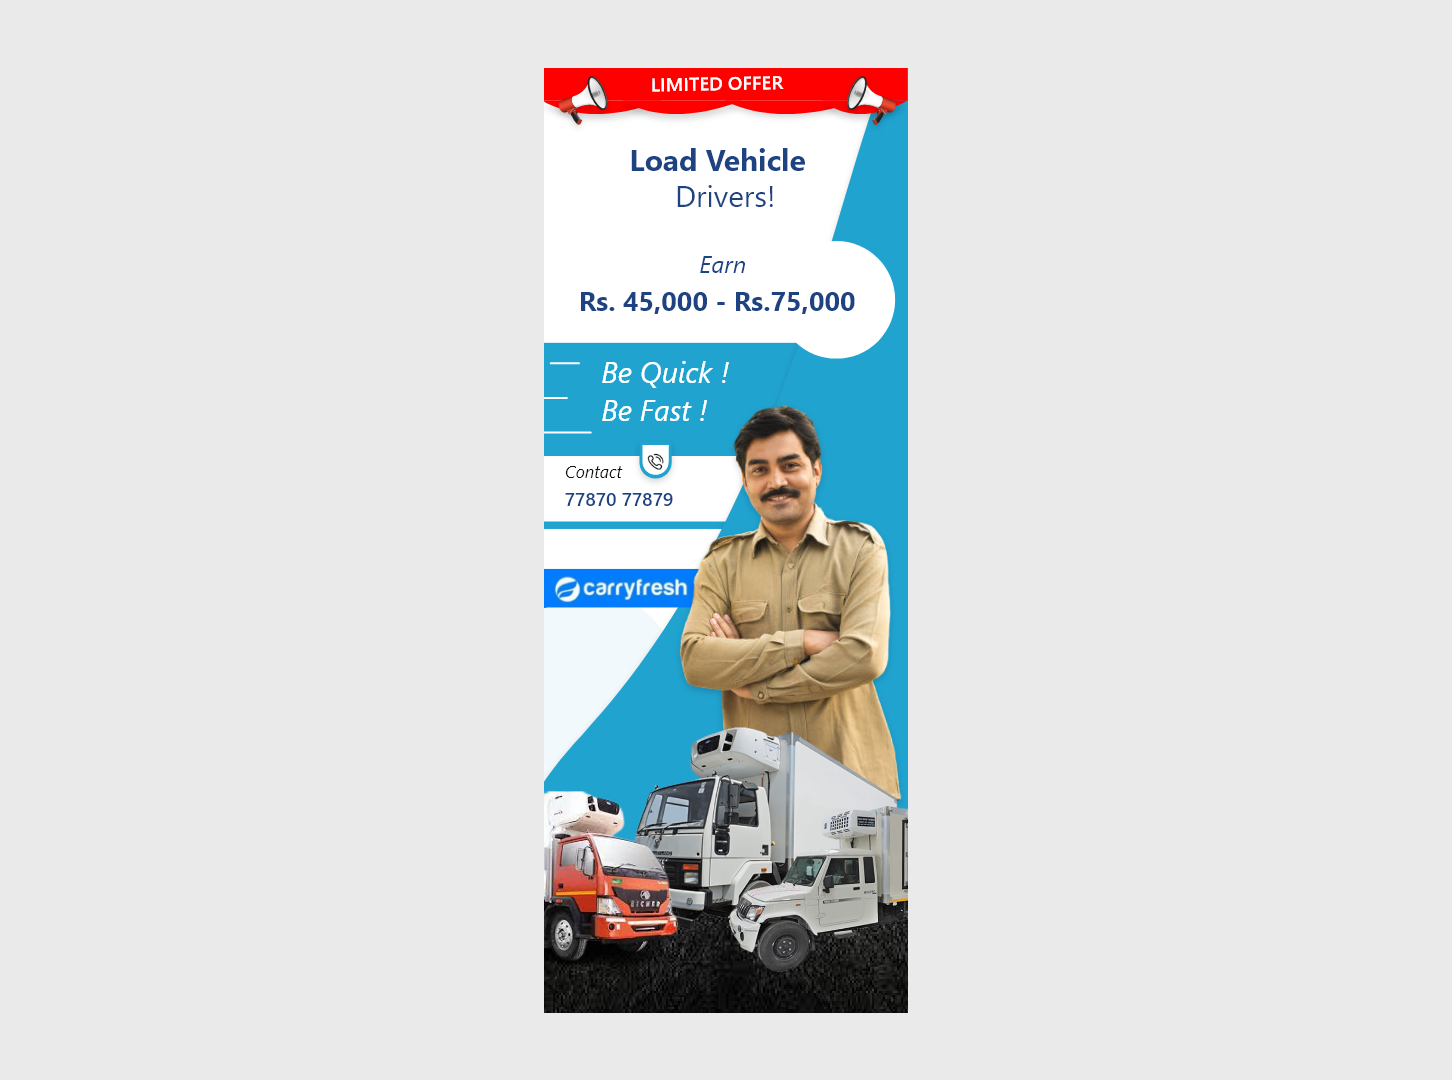 LIMITED OFFER
Load Vehicle
Drivers!
Earn
Rs. 45,000 - Rs.75,000
Be Quick !
Be Fast !
Contact
77870 77879
carryfresh
EICHER